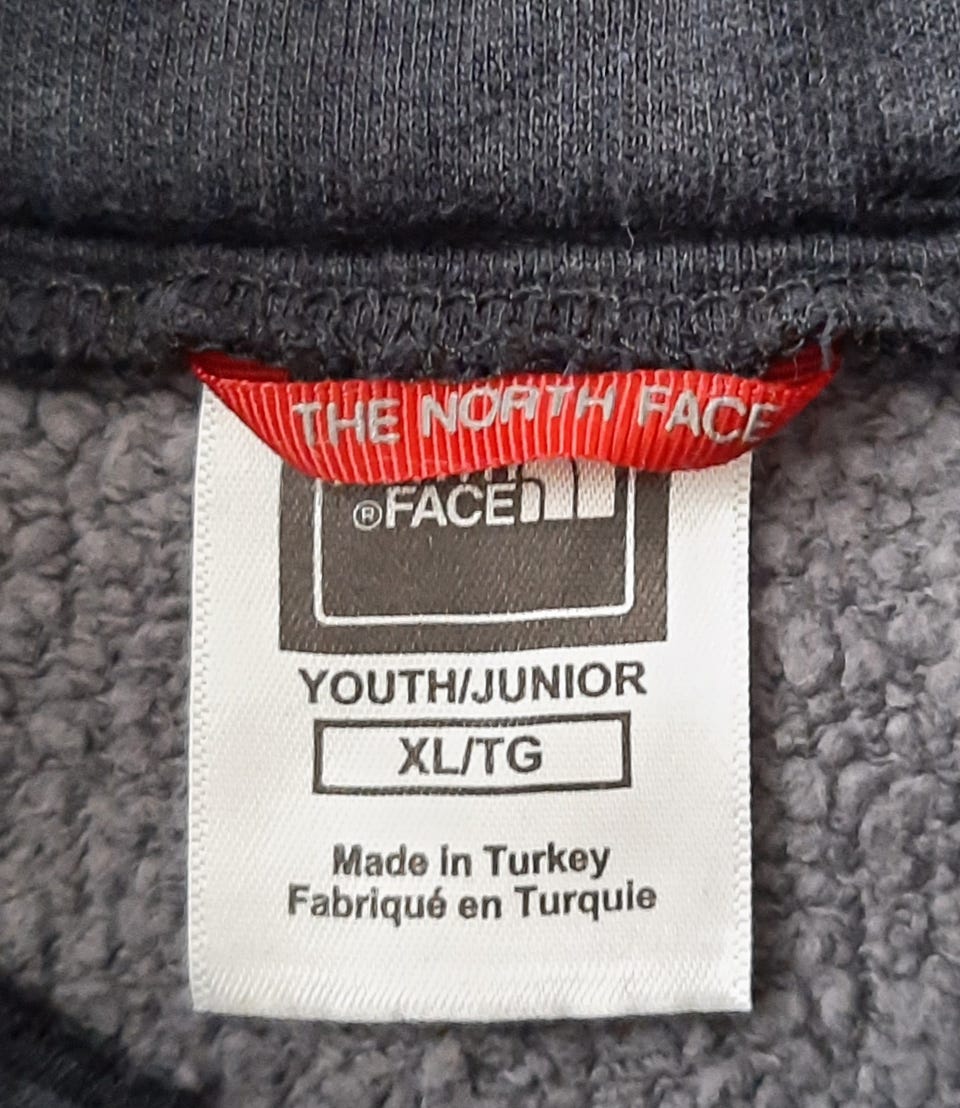 THE NORTH FACE
®FACE
YOUTH/JUNIOR
XL/TG
Made in Turkey
Fabriqué en Turquie